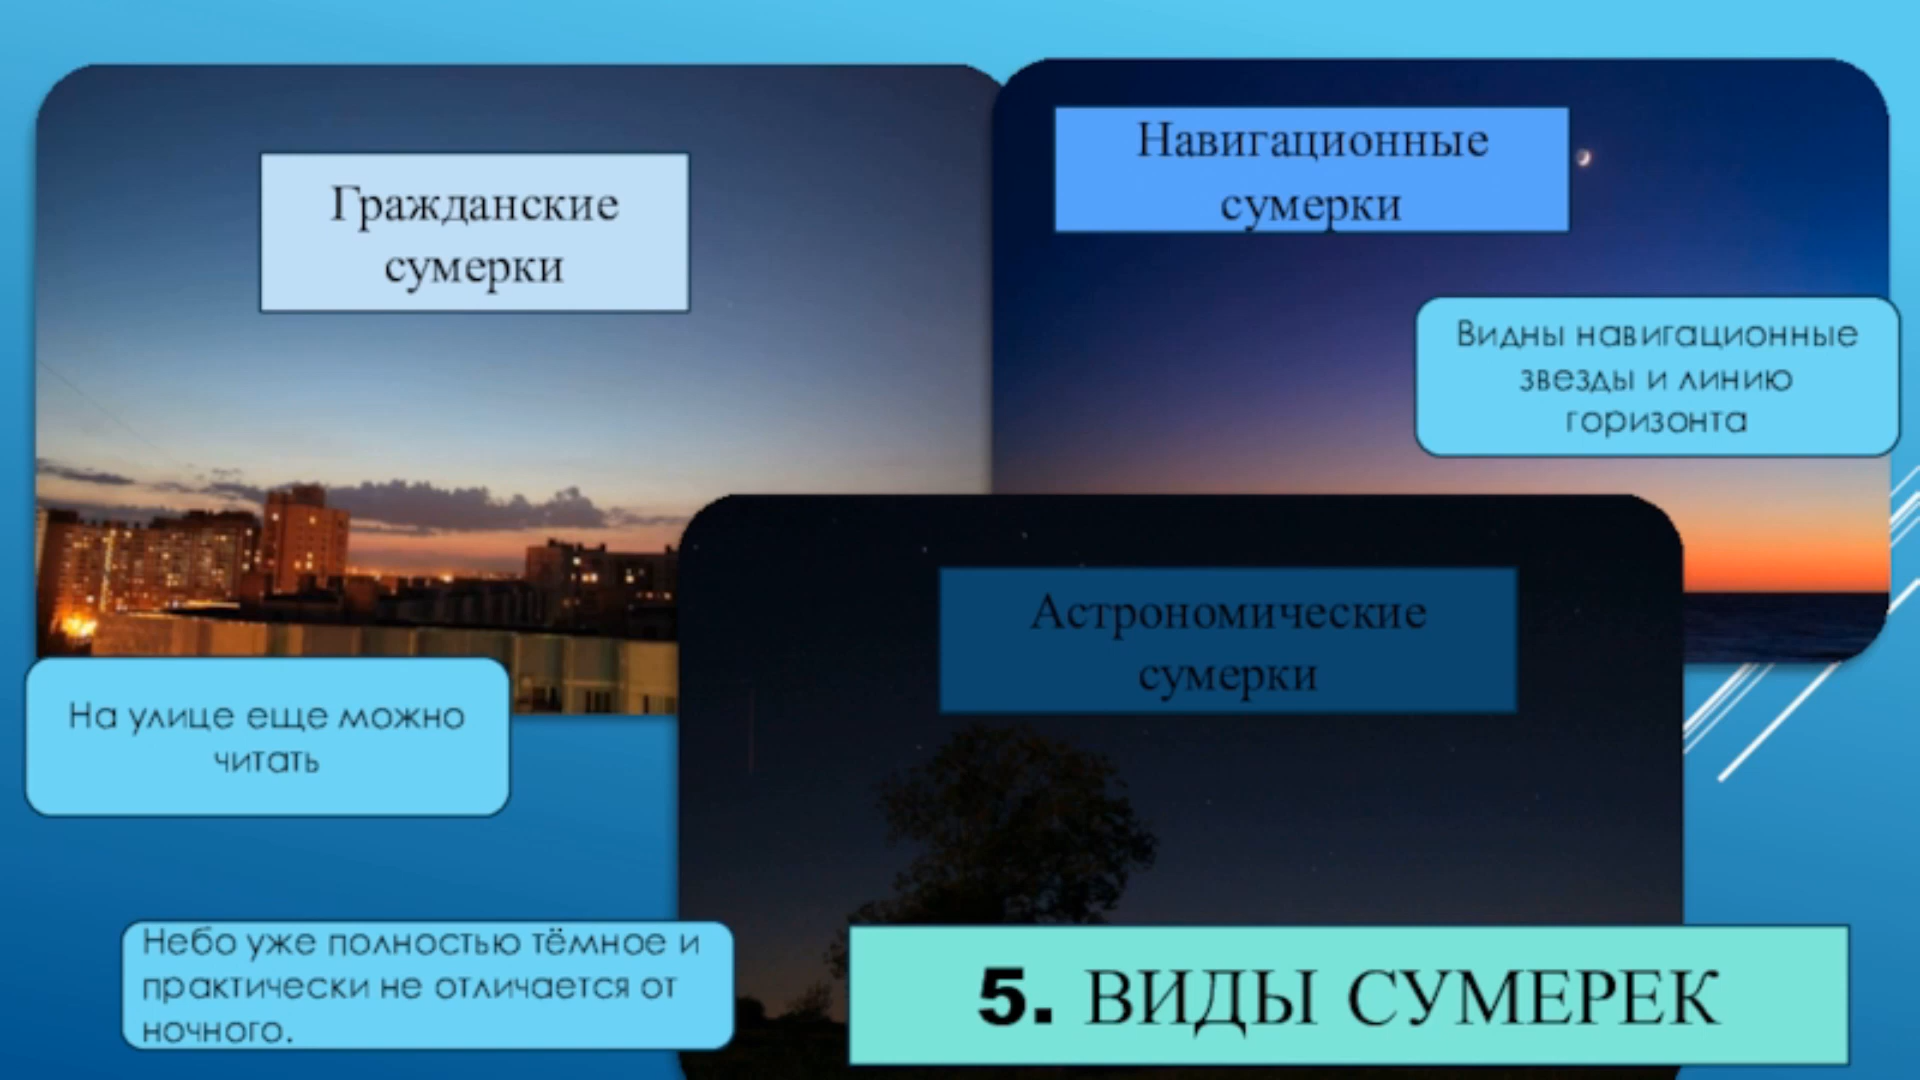 Гражданские
сумерки
Навигационные
сумерки
Видны навигационные
звезды и линию
горизонта
Астрономические
сумерки
На улице еще можно
читать
Небо уже полностью тёмное и
практически не отличается от
ночного.
5. ВИДЫ СУМЕРЕК